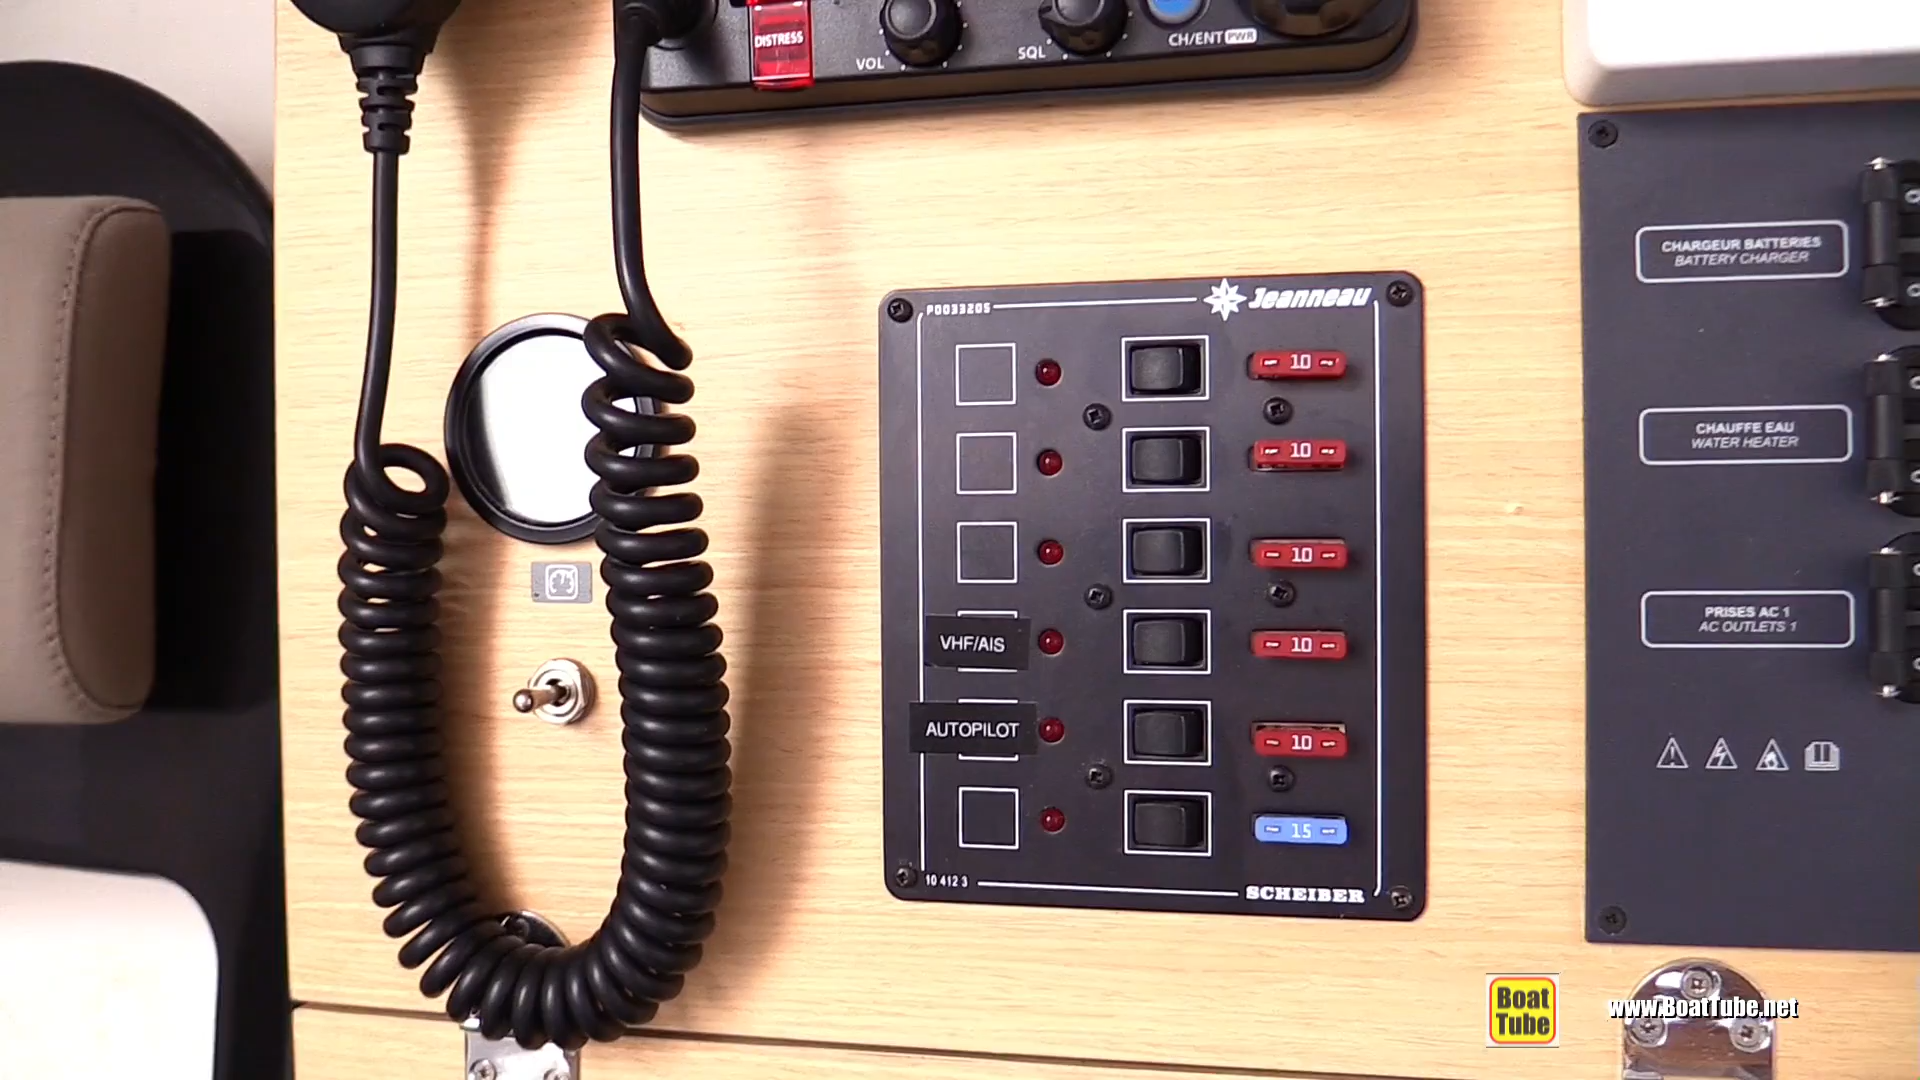 DISTRESS
VOL
SQL
CH/ENT PWR
P0033205
Jeanneau
10
10
10
VHF/AIS
10
AUTOPILOT
10
15
10 412 3
SCHEIBER
CHARGEUR BATTERIES
BATTERY CHARGER
CHAUFFE EAU
WATER HEATER
PRISES AC 1
AC OUTLETS 1
Boat
Tube
www.BoatTube.net